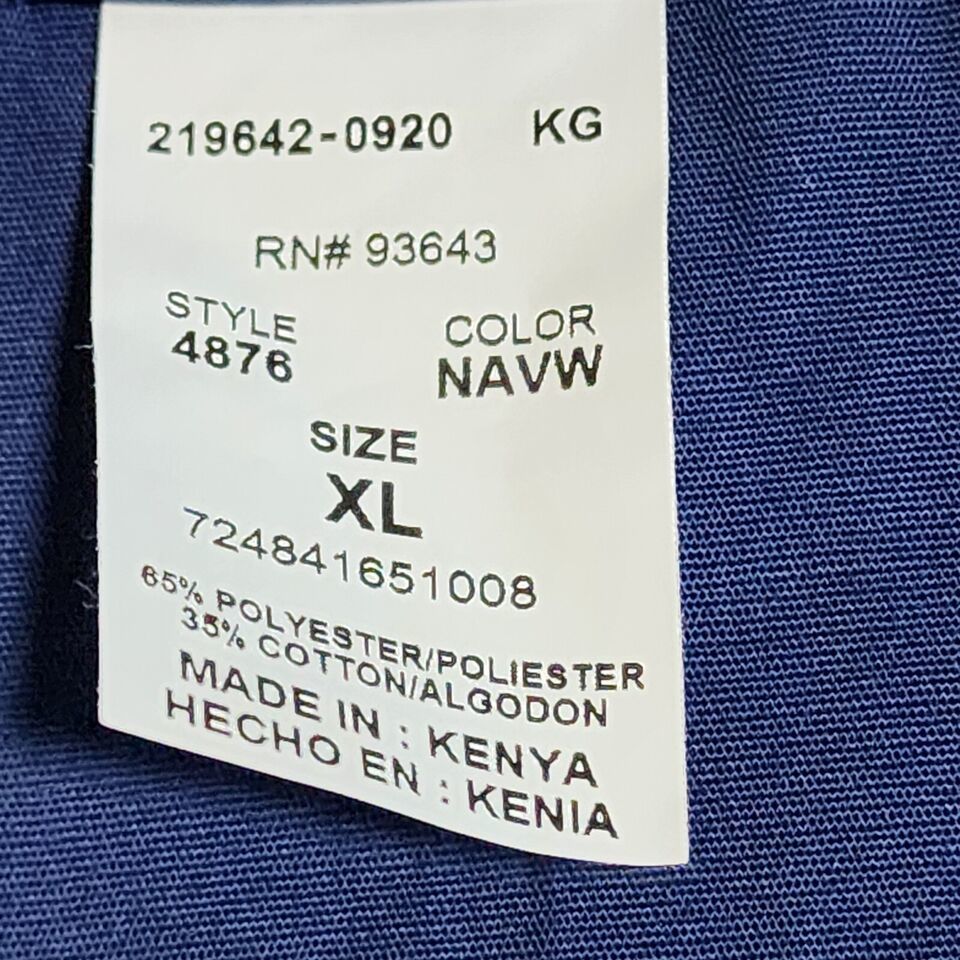 219642-0920 KG
RN# 93643
STYLE COLOR
4876 NAVW
SIZE
XL
724841651008
65% POLYESTER/POLIESTER
35% COTTON/ALGODON
MADE IN : KENYA
HECHO EN : KENIA